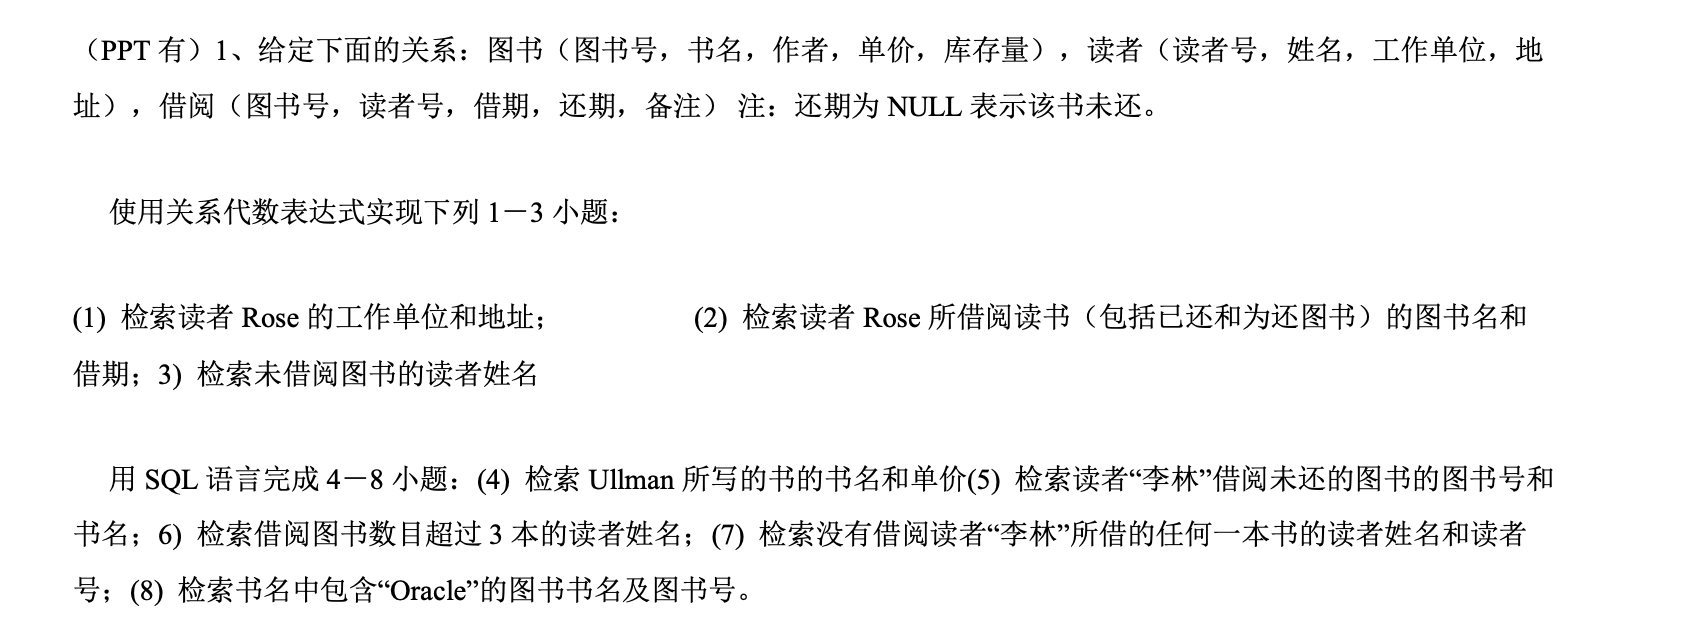 （PPT 有）1、给定下面的关系：图书（图书号，书名，作者，单价，库存量），读者（读者号，姓名，工作单位，地
址），借阅（图书号，读者号，借期，还期，备注） 注：还期为 NULL 表示该书未还。
使用关系代数表达式实现下列 1－3 小题：
(1) 检索读者 Rose 的工作单位和地址； (2) 检索读者 Rose 所借阅读书（包括已还和为还图书）的图书名和
借期；3) 检索未借阅图书的读者姓名
用 SQL 语言完成 4－8 小题：(4) 检索 Ullman 所写的书的书名和单价(5) 检索读者“李林”借阅未还的图书的图书号和
书名；6) 检索借阅图书数目超过 3 本的读者姓名；(7) 检索没有借阅读者“李林”所借的任何一本书的读者姓名和读者
号；(8) 检索书名中包含“Oracle”的图书书名及图书号。